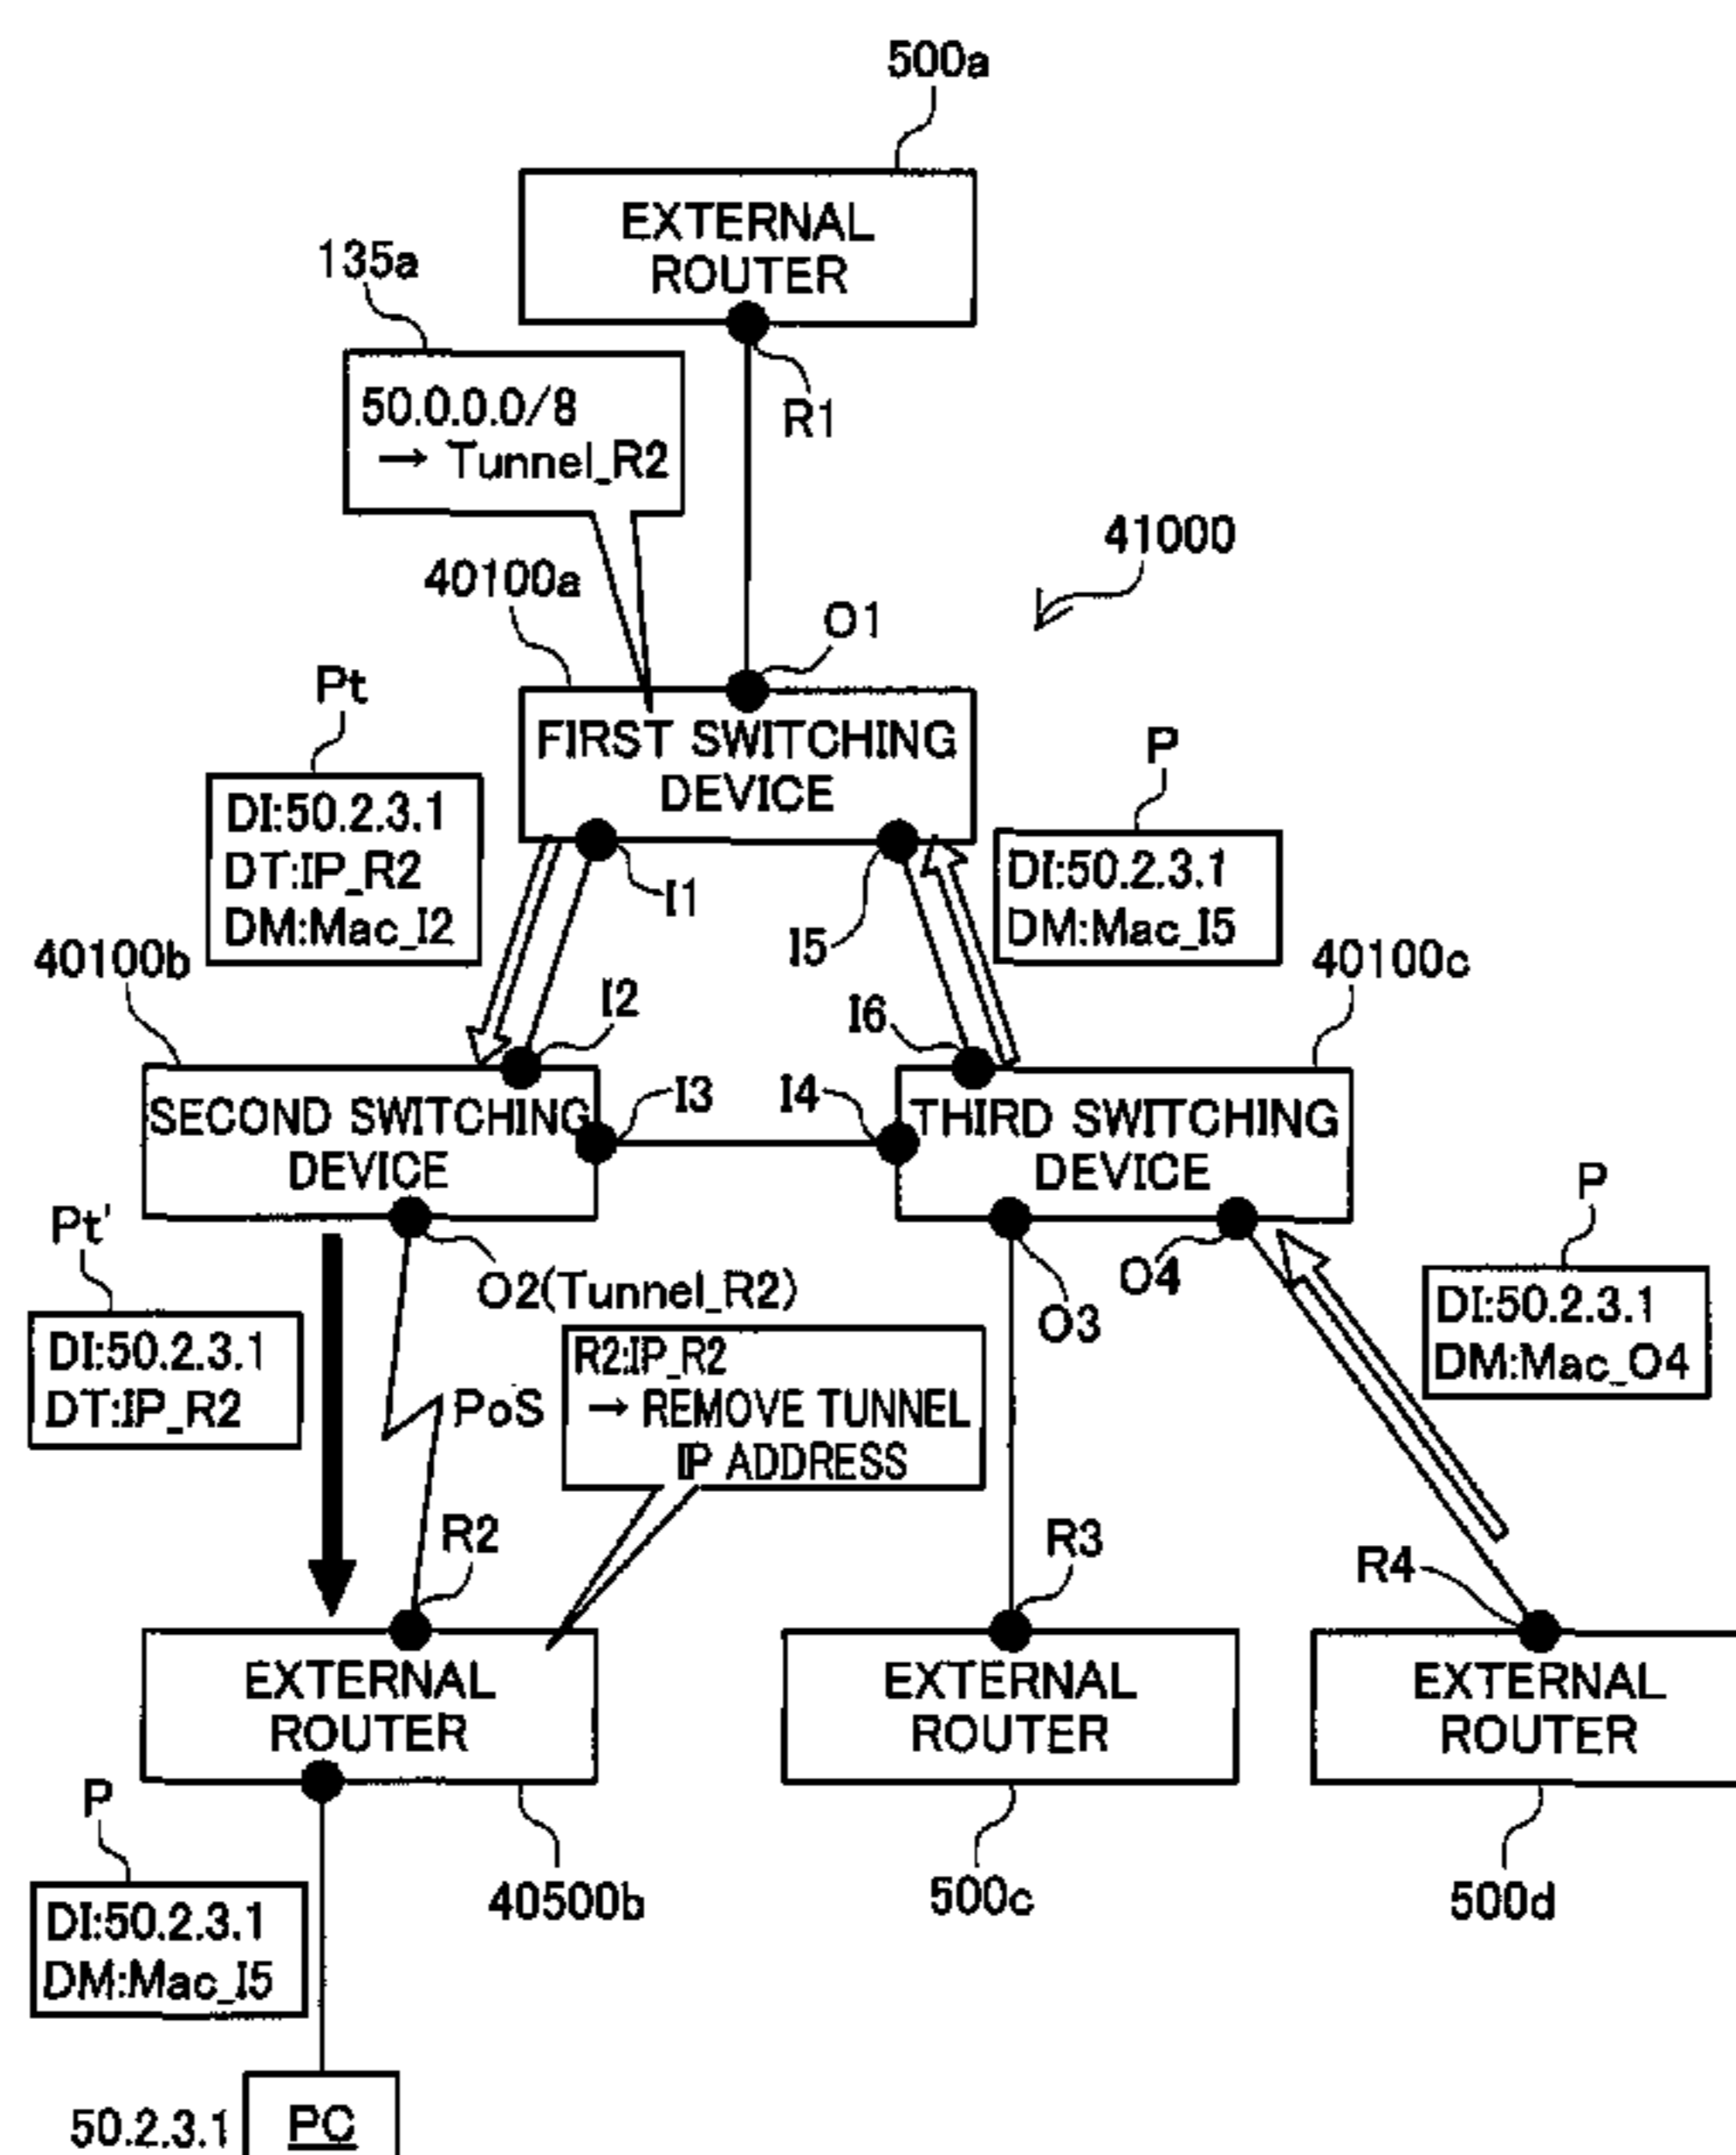 500a
EXTERNAL
ROUTER
135a
R1
50.0.0.0/8
→ Tunnel_R2
41000
40100a
O1
Pt
FIRST SWITCHING
DEVICE
P
DI:50.2.3.1
DT:IP_R2
DM:Mac_I2
I1
I5
DI:50.2.3.1
DM:Mac_I5
40100b
I2
I6
40100c
I3
I4
SECOND SWITCHING
DEVICE
THIRD SWITCHING
DEVICE
Pt'
P
O2(Tunnel_R2)
O3
O4
DI:50.2.3.1
DT:IP_R2
PoS
R2:IP_R2
→ REMOVE TUNNEL
IP ADDRESS
DI:50.2.3.1
DM:Mac_O4
R2
R3
R4
EXTERNAL
ROUTER
EXTERNAL
ROUTER
EXTERNAL
ROUTER
P
40500b
500c
500d
DI:50.2.3.1
DM:Mac_I5
50.2.3.1
PC